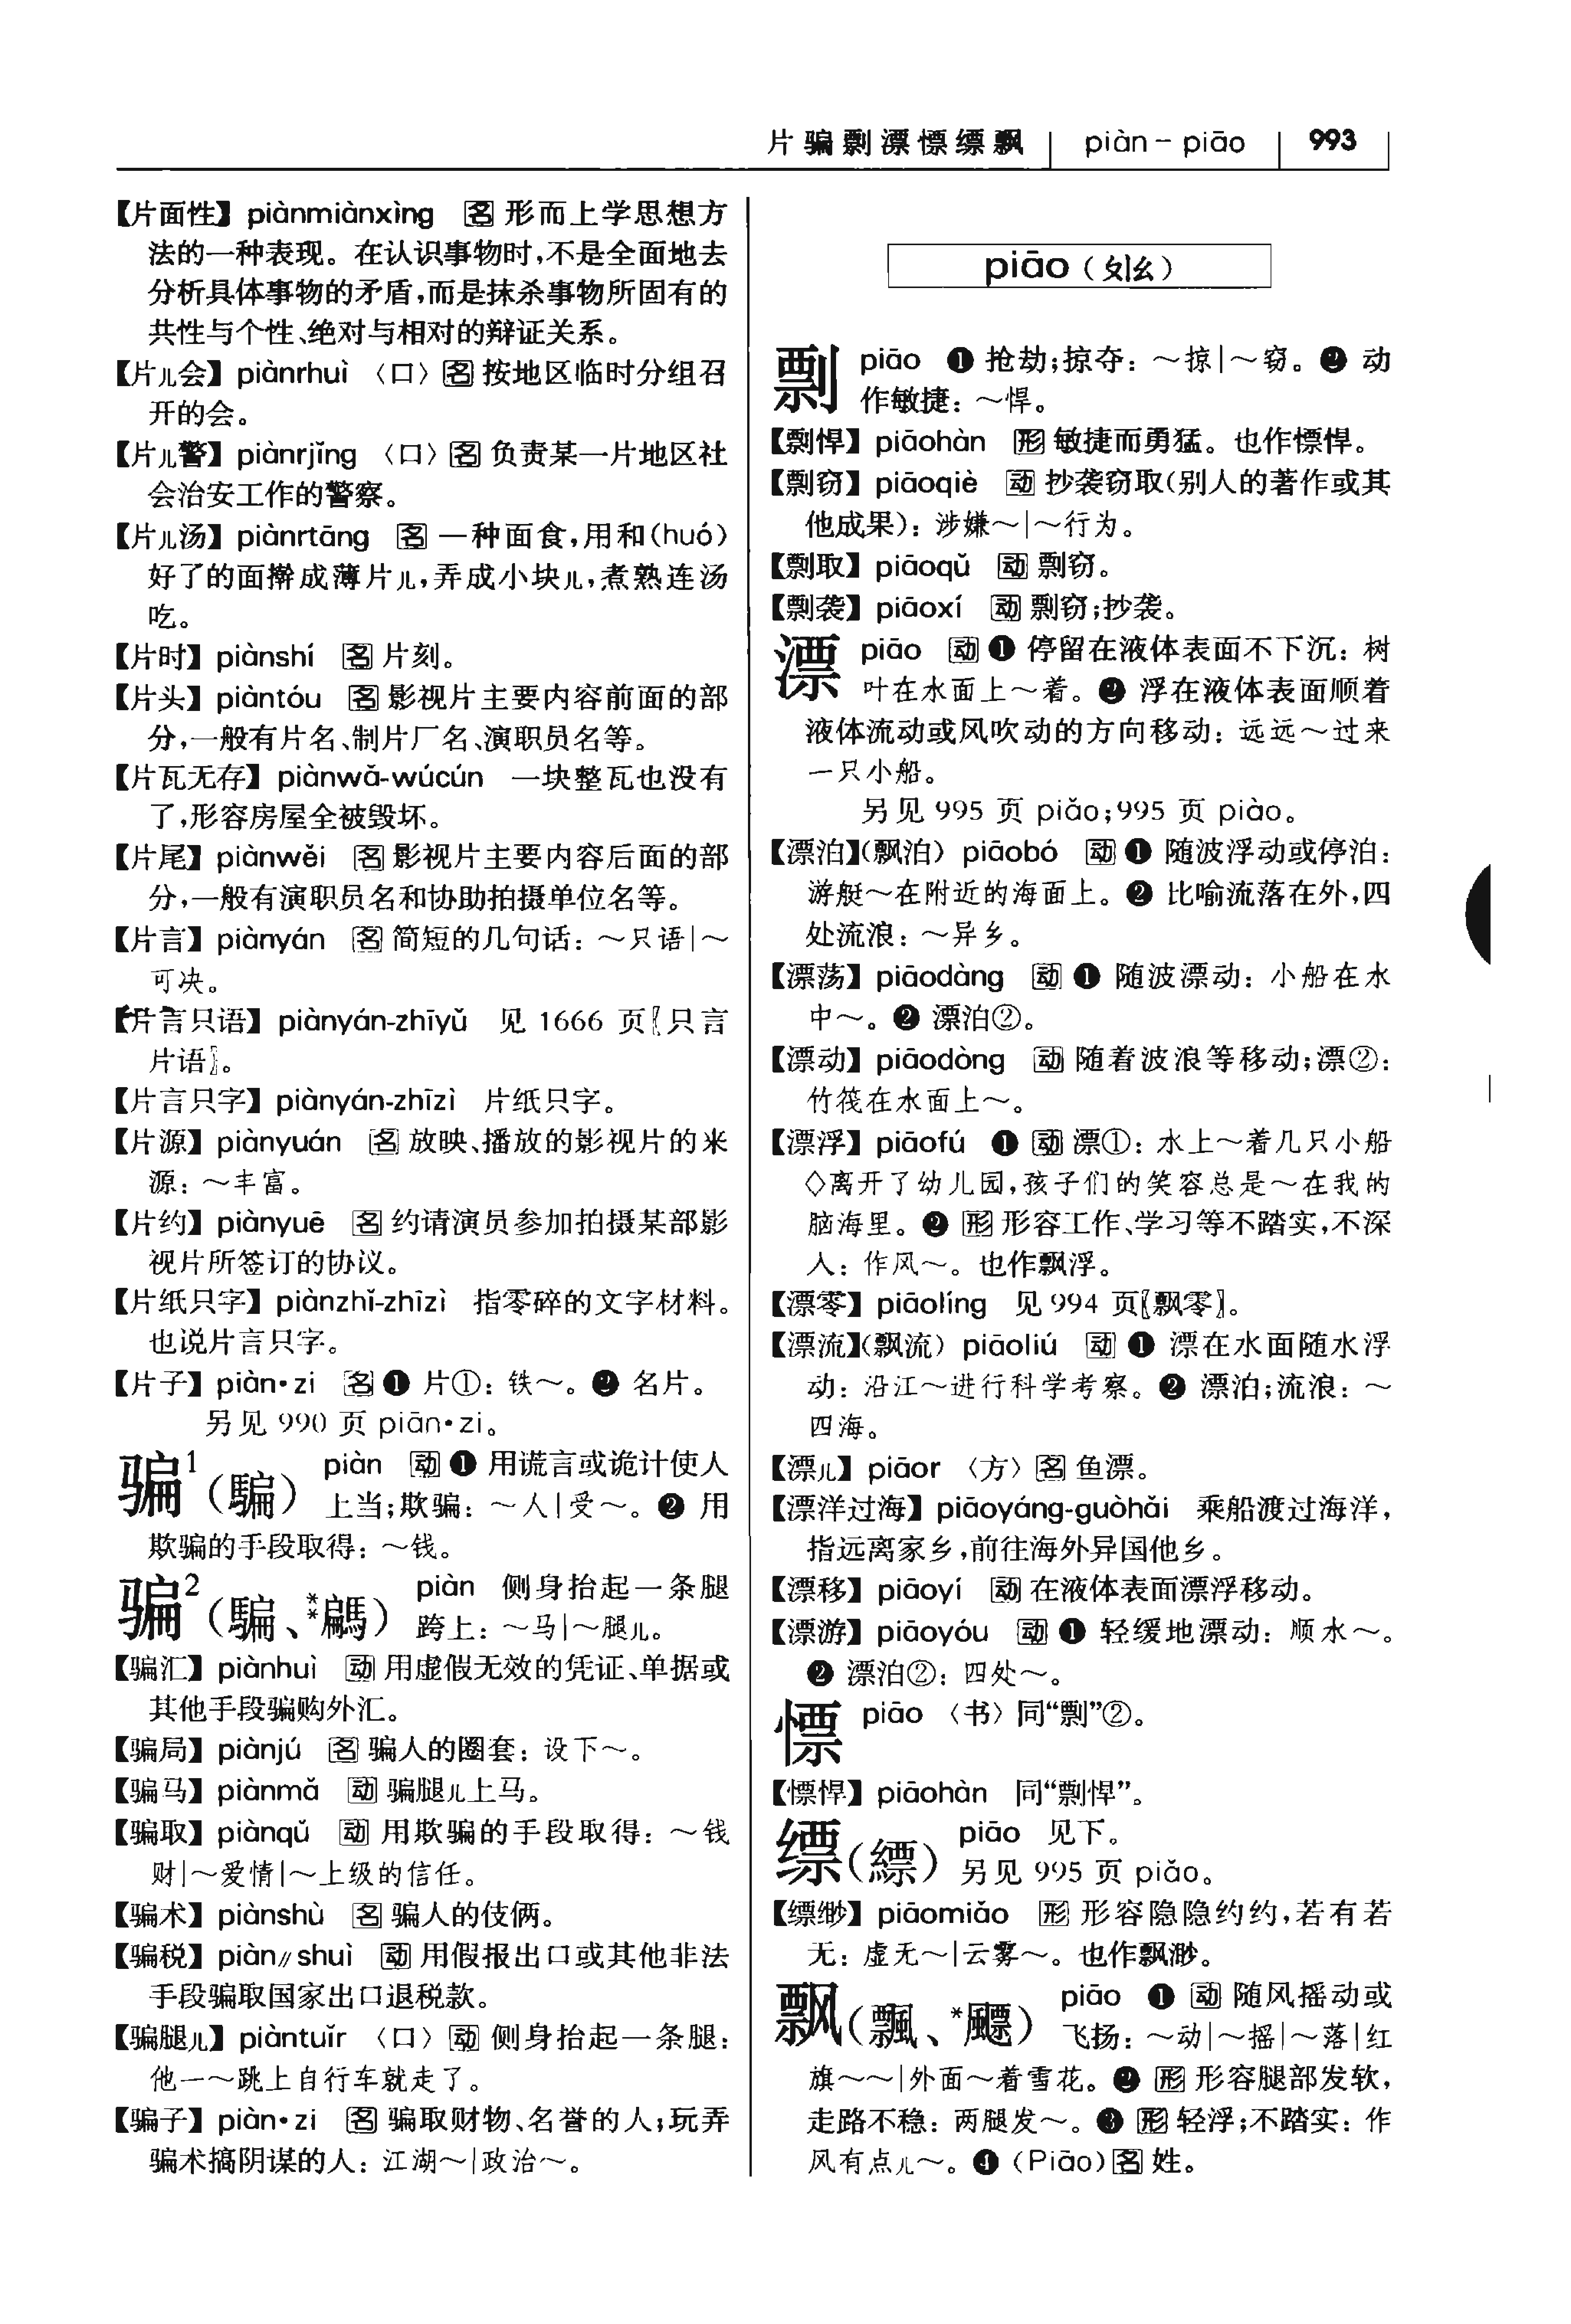 片骗剽漂慓缥飘 piàn – piāo 993
【片面性】 piànmiànxìng 名 形而上学思想方
法的一种表现。在认识事物时,不是全面地去
分析具体事物的矛盾,而是抹杀事物所固有的
共性与个性、绝对与相对的辩证关系。
【片儿会】 piànrhuì 〈口〉 名 按地区临时分组召
开的会。
【片儿警】 piànrjǐng 〈口〉 名 负责某一片地区社
会治安工作的警察。
【片儿汤】 piànrtāng 名 一种面食,用和(huó)
好了的面擀成薄片儿,弄成小块儿,煮熟连汤
吃。
【片时】 piànshí 名 片刻。
【片头】 piàntóu 名 影视片主要内容前面的部
分,一般有片名、制片厂名、演职员名等。
【片瓦无存】 piànwǎ-wúcún 一块整瓦也没有
了,形容房屋全被毁坏。
【片尾】 piànwěi 名 影视片主要内容后面的部
分,一般有演职员名和协助拍摄单位名等。
【片言】 piànyán 名 简短的几句话:～只语|～
可决。
【片言只语】 piànyán-zhīyǔ 见 1666 页〖只言
片语〗。
【片言只字】 piànyán-zhīzì 片纸只字。
【片源】 piànyuán 名 放映、播放的影视片的来
源:～丰富。
【片约】 piànyuē 名 约请演员参加拍摄某部影
视片所签订的协议。
【片纸只字】 piànzhǐ-zhīzì 指零碎的文字材料。
也说片言只字。
【片子】 piàn•zi 名 ❶ 片①:铁～。❷ 名片。
另见 990 页 piān•zi。
骗1(騙) piàn 动 ❶ 用谎言或诡计使人
上当;欺骗:～人|受～。❷ 用
欺骗的手段取得:～钱。
骗2(騙、**騗) piàn 侧身抬起一条腿
跨上:～马|～腿儿。
【骗汇】 piànhuì 动 用虚假无效的凭证、单据或
其他手段骗购外汇。
【骗局】 piànjú 名 骗人的圈套:设下～。
【骗马】 piànmǎ 动 骗腿儿上马。
【骗取】 piànqǔ 动 用欺骗的手段取得:～钱
财|～爱情|～上级的信任。
【骗术】 piànshù 名 骗人的伎俩。
【骗税】 piàn∥shuì 动 用假报出口或其他非法
手段骗取国家出口退税款。
【骗腿儿】 piàntuǐr 〈口〉 动 侧身抬起一条腿:
他一～跳上自行车就走了。
【骗子】 piàn•zi 名 骗取财物、名誉的人;玩弄
骗术搞阴谋的人:江湖～|政治～。
piāo (ㄆㄧㄠ)
剽 piāo ❶ 抢劫;掠夺:～掠|～窃。❷ 动
作敏捷:～悍。
【剽悍】 piāohàn 形 敏捷而勇猛。也作慓悍。
【剽窃】 piāoqiè 动 抄袭窃取(别人的著作或其
他成果):涉嫌～|～行为。
【剽取】 piāoqǔ 动 剽窃。
【剽袭】 piāoxí 动 剽窃;抄袭。
漂 piāo 动 ❶ 停留在液体表面不下沉:树
叶在水面上～着。❷ 浮在液体表面顺着
液体流动或风吹动的方向移动:远远～过来
一只小船。
另见 995 页 piǎo;995 页 piào。
【漂泊】(飘泊) piāobó 动 ❶ 随波浮动或停泊:
游艇～在附近的海面上。❷ 比喻流落在外,四
处流浪:～异乡。
【漂荡】 piāodàng 动 ❶ 随波漂动:小船在水
中～。❷ 漂泊②。
【漂动】 piāodòng 动 随着波浪等移动;漂②:
竹筏在水面上～。
【漂浮】 piāofú ❶ 动 漂①:水上～着几只小船
◇离开了幼儿园,孩子们的笑容总是～在我的
脑海里。❷ 形 形容工作、学习等不踏实,不深
入:作风～。也作飘浮。
【漂零】 piāolíng 见 994 页〖飘零〗。
【漂流】(飘流) piāoliú 动 ❶ 漂在水面随水浮
动:沿江～进行科学考察。❷ 漂泊;流浪:～
四海。
【漂儿】 piāor 〈方〉 名 鱼漂。
【漂洋过海】 piāoyáng-guòhǎi 乘船渡过海洋,
指远离家乡,前往海外异国他乡。
【漂移】 piāoyí 动 在液体表面漂浮移动。
【漂游】 piāoyóu 动 ❶ 轻缓地漂动:顺水～。
❷ 漂泊②:四处～。
慓 piāo 〈书〉 同“剽”②。
【慓悍】 piāohàn 同“剽悍”。
缥(縹) piāo 见下。
另见 995 页 piǎo。
【缥缈】 piāomiǎo 形 形容隐隐约约,若有若
无:虚无～|云雾～。也作飘渺。
飘(飄、*飃) piāo ❶ 动 随风摇动或
飞扬:～动|～摇|～落|红
旗～～|外面～着雪花。❷ 形 形容腿部发软,
走路不稳:两腿发～。❸ 形 轻浮;不踏实:作
风有点儿～。❹ (Piāo) 名 姓。